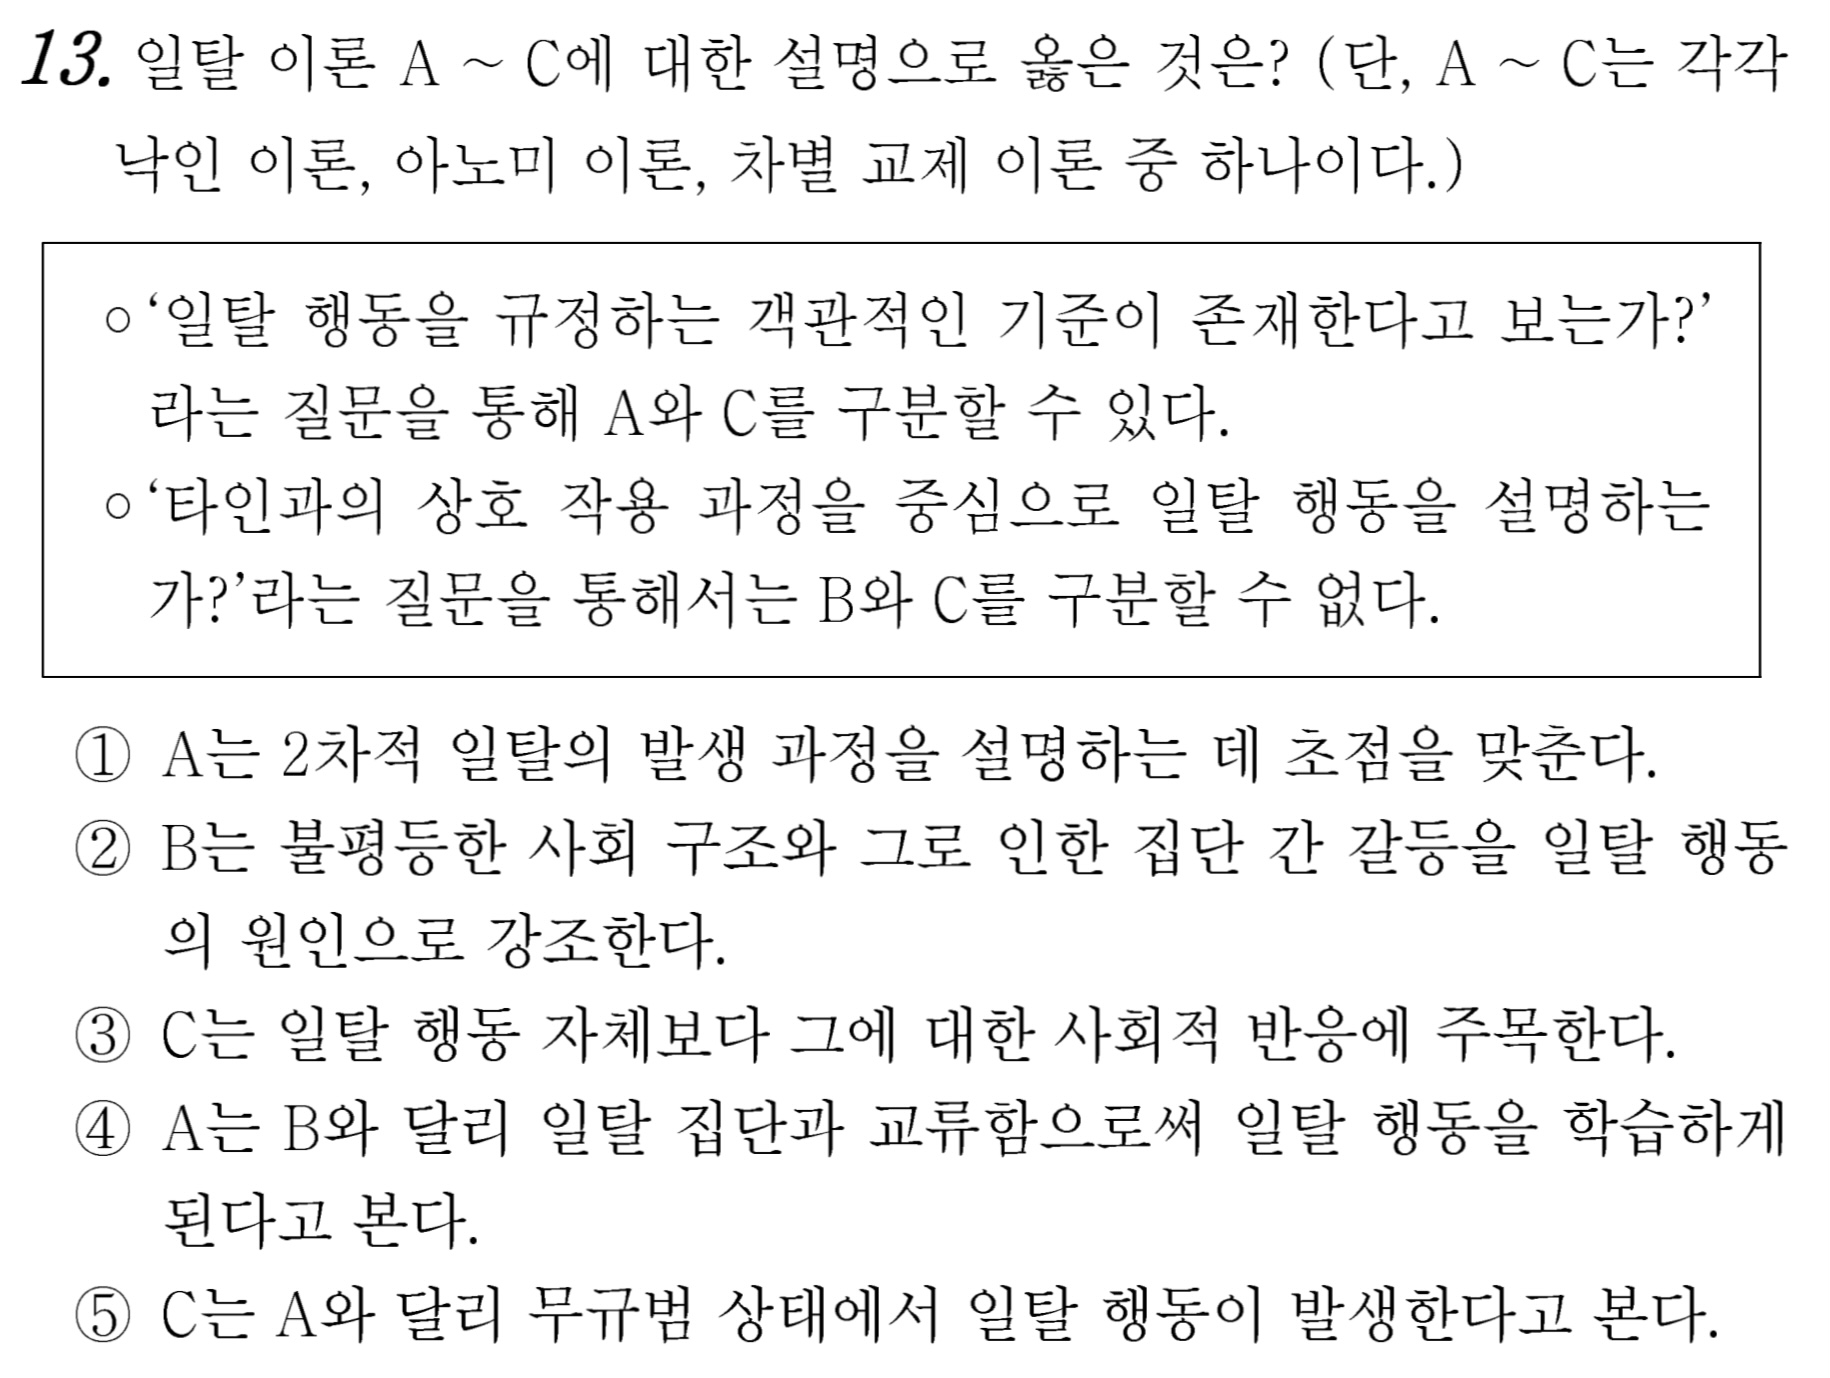 13. 일탈 이론 A ~ C에 대한 설명으로 옳은 것은? (단, A ~ C는 각각
낙인 이론, 아노미 이론, 차별 교제 이론 중 하나이다.)
○ ‘일탈 행동을 규정하는 객관적인 기준이 존재한다고 보는가?’
라는 질문을 통해 A와 C를 구분할 수 있다.
○ ‘타인과의 상호 작용 과정을 중심으로 일탈 행동을 설명하는
가?’라는 질문을 통해서는 B와 C를 구분할 수 없다.
① A는 2차적 일탈의 발생 과정을 설명하는 데 초점을 맞춘다.
② B는 불평등한 사회 구조와 그로 인한 집단 간 갈등을 일탈 행동
의 원인으로 강조한다.
③ C는 일탈 행동 자체보다 그에 대한 사회적 반응에 주목한다.
④ A는 B와 달리 일탈 집단과 교류함으로써 일탈 행동을 학습하게
된다고 본다.
⑤ C는 A와 달리 무규범 상태에서 일탈 행동이 발생한다고 본다.